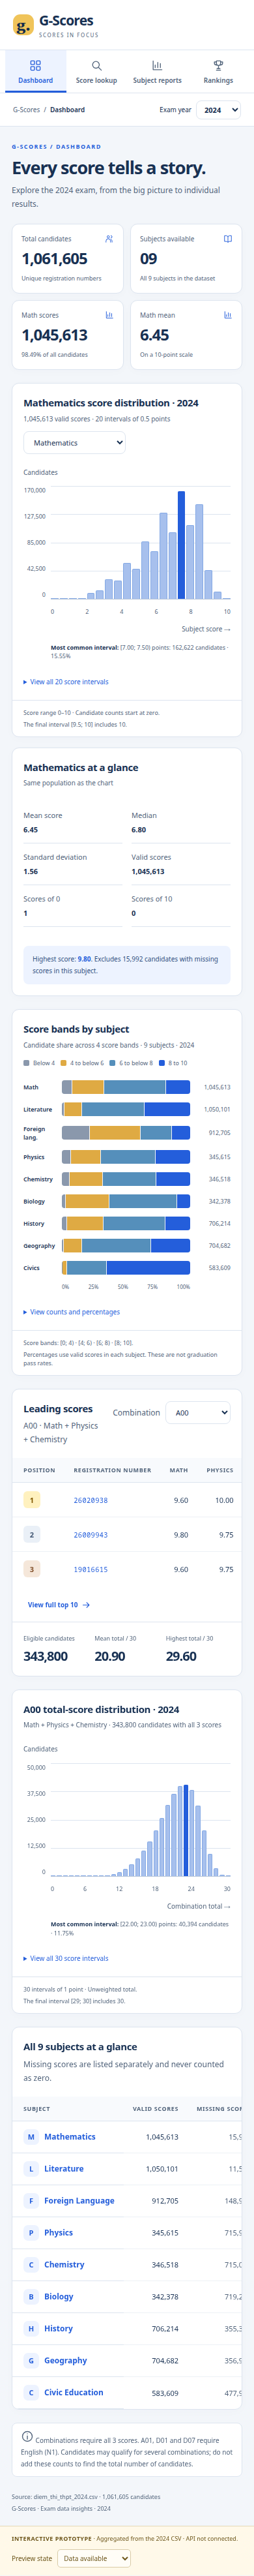 g. G-Scores
SCORES IN FOCUS
Dashboard
Score lookup
Subject reports
Rankings
G-Scores / Dashboard
Exam year 2024
G-SCORES / DASHBOARD
Every score tells a story.
Explore the 2024 exam, from the big picture to individual
results.
Total candidates
1,061,605
Unique registration numbers
Subjects available
09
All 9 subjects in the dataset
Math scores
1,045,613
98.49% of all candidates
Math mean
6.45
On a 10-point scale
Mathematics score distribution · 2024
1,045,613 valid scores · 20 intervals of 0.5 points
Mathematics
Candidates
170,000
127,500
85,000
42,500
0
0 2 4 6 8 10
Subject score →
Most common interval: [7.00; 7.50) points: 162,622 candidates ·
15.55%
▶ View all 20 score intervals
Score range 0–10 · Candidate counts start at zero.
The final interval [9.5; 10] includes 10.
Mathematics at a glance
Same population as the chart
Mean score
6.45
Median
6.80
Standard deviation
1.56
Valid scores
1,045,613
Scores of 0
1
Scores of 10
0
Highest score: 9.80. Excludes 15,992 candidates with missing
scores in this subject.
Score bands by subject
Candidate share across 4 score bands · 9 subjects · 2024
Below 4 4 to below 6 6 to below 8 8 to 10
Math 1,045,613
Literature 1,050,101
Foreign
lang. 912,705
Physics 345,615
Chemistry 346,518
Biology 342,378
History 706,214
Geography 704,682
Civics 583,609
0% 25% 50% 75% 100%
▶ View counts and percentages
Score bands: [0; 4) · [4; 6) · [6; 8) · [8; 10].
Percentages use valid scores in each subject. These are not graduation
pass rates.
Leading scores
A00 · Math + Physics
+ Chemistry
Combination A00
POSITION REGISTRATION NUMBER MATH PHYSICS
1 26020938 9.60 10.00
2 26009943 9.80 9.75
3 19016615 9.60 9.75
View full top 10 →
Eligible candidates
343,800
Mean total / 30
20.90
Highest total / 30
29.60
A00 total-score distribution · 2024
Math + Physics + Chemistry · 343,800 candidates with all 3 scores
Candidates
50,000
37,500
25,000
12,500
0
0 6 12 18 24 30
Combination total →
Most common interval: [22.00; 23.00) points: 40,394 candidates
· 11.75%
▶ View all 30 score intervals
30 intervals of 1 point · Unweighted total.
The final interval [29; 30] includes 30.
All 9 subjects at a glance
Missing scores are listed separately and never counted
as zero.
SUBJECT VALID SCORES MISSING SCOR
M Mathematics 1,045,613 15,9
L Literature 1,050,101 11,5
F Foreign Language 912,705 148,9
P Physics 345,615 715,9
C Chemistry 346,518 715,0
B Biology 342,378 719,2
H History 706,214 355,3
G Geography 704,682 356,9
C Civic Education 583,609 477,9
Combinations require all 3 scores. A01, D01 and D07 require
English (N1). Candidates may qualify for several combinations; do not
add these counts to find the total number of candidates.
Source: diem_thi_thpt_2024.csv · 1,061,605 candidates
G-Scores · Exam data insights · 2024
INTERACTIVE PROTOTYPE · Aggregated from the 2024 CSV · API not connected.
Preview state Data available